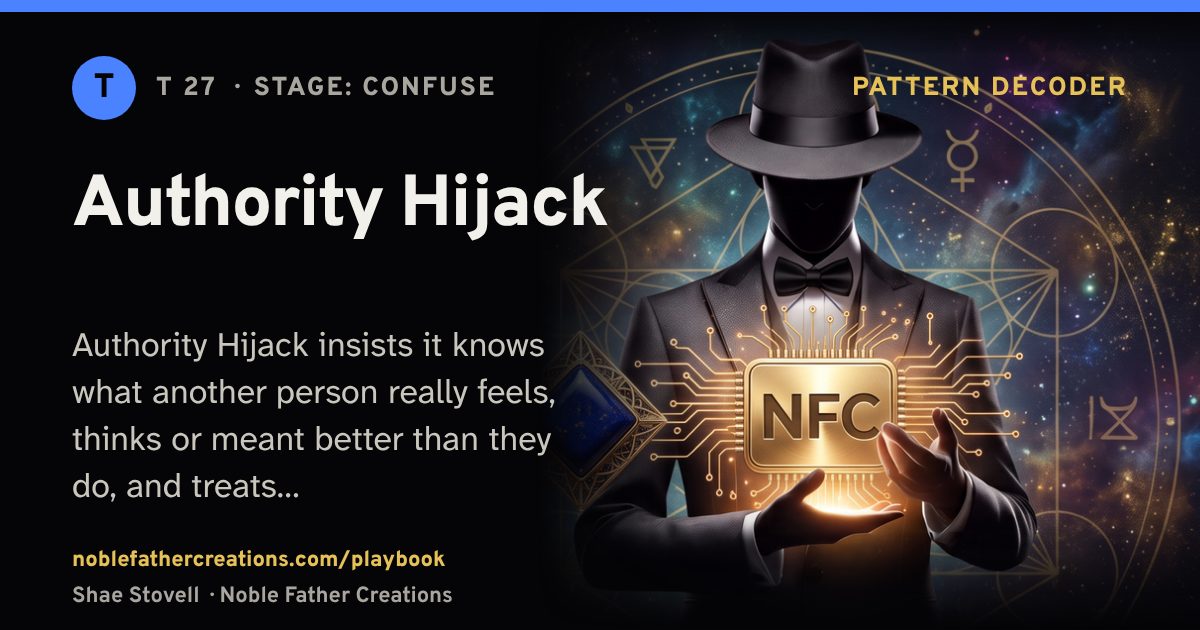 T
T 27 · STAGE: CONFUSE
PATTERN DECODER
Authority Hijack
Authority Hijack insists it knows
what another person really feels,
thinks or meant better than they
do, and treats...
NFC
noblefathercreations.com/playbook
Shae Stovell · Noble Father Creations